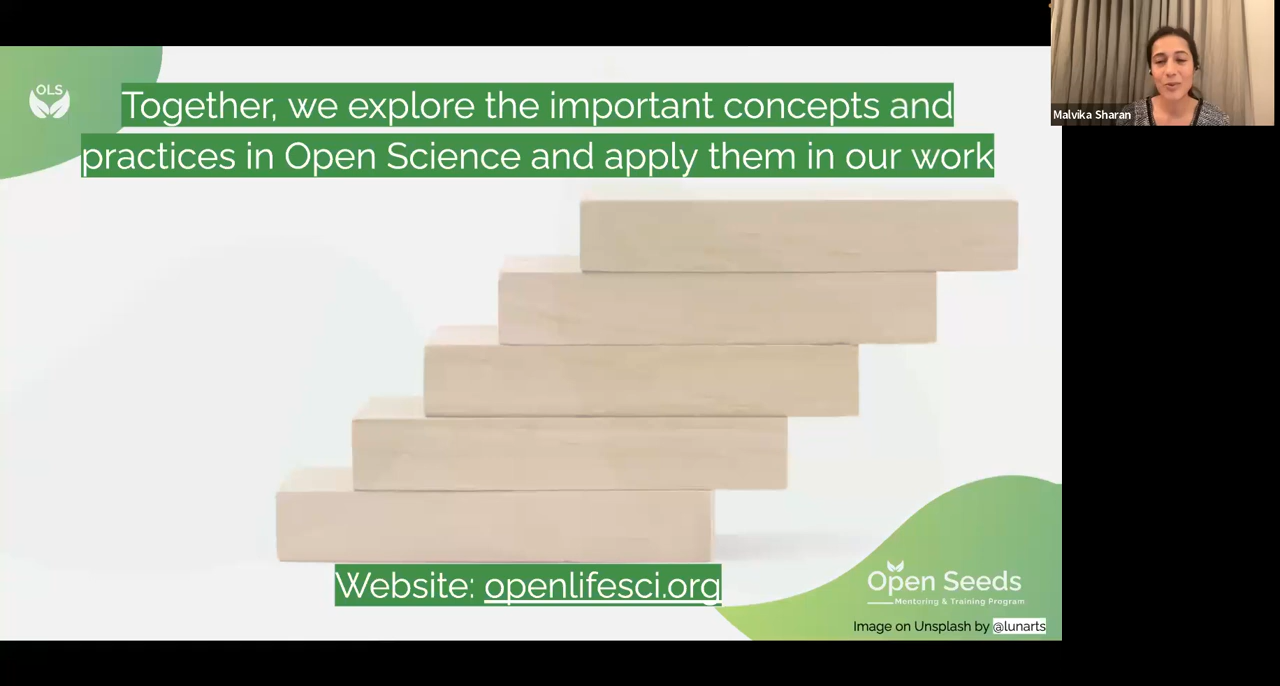 OLS
Together, we explore the important concepts and
practices in Open Science and apply them in our work
Malvika Sharan
Website: openlifesci.org
Open Seeds
Mentoring & Training Program
Image on Unsplash by @lunarts